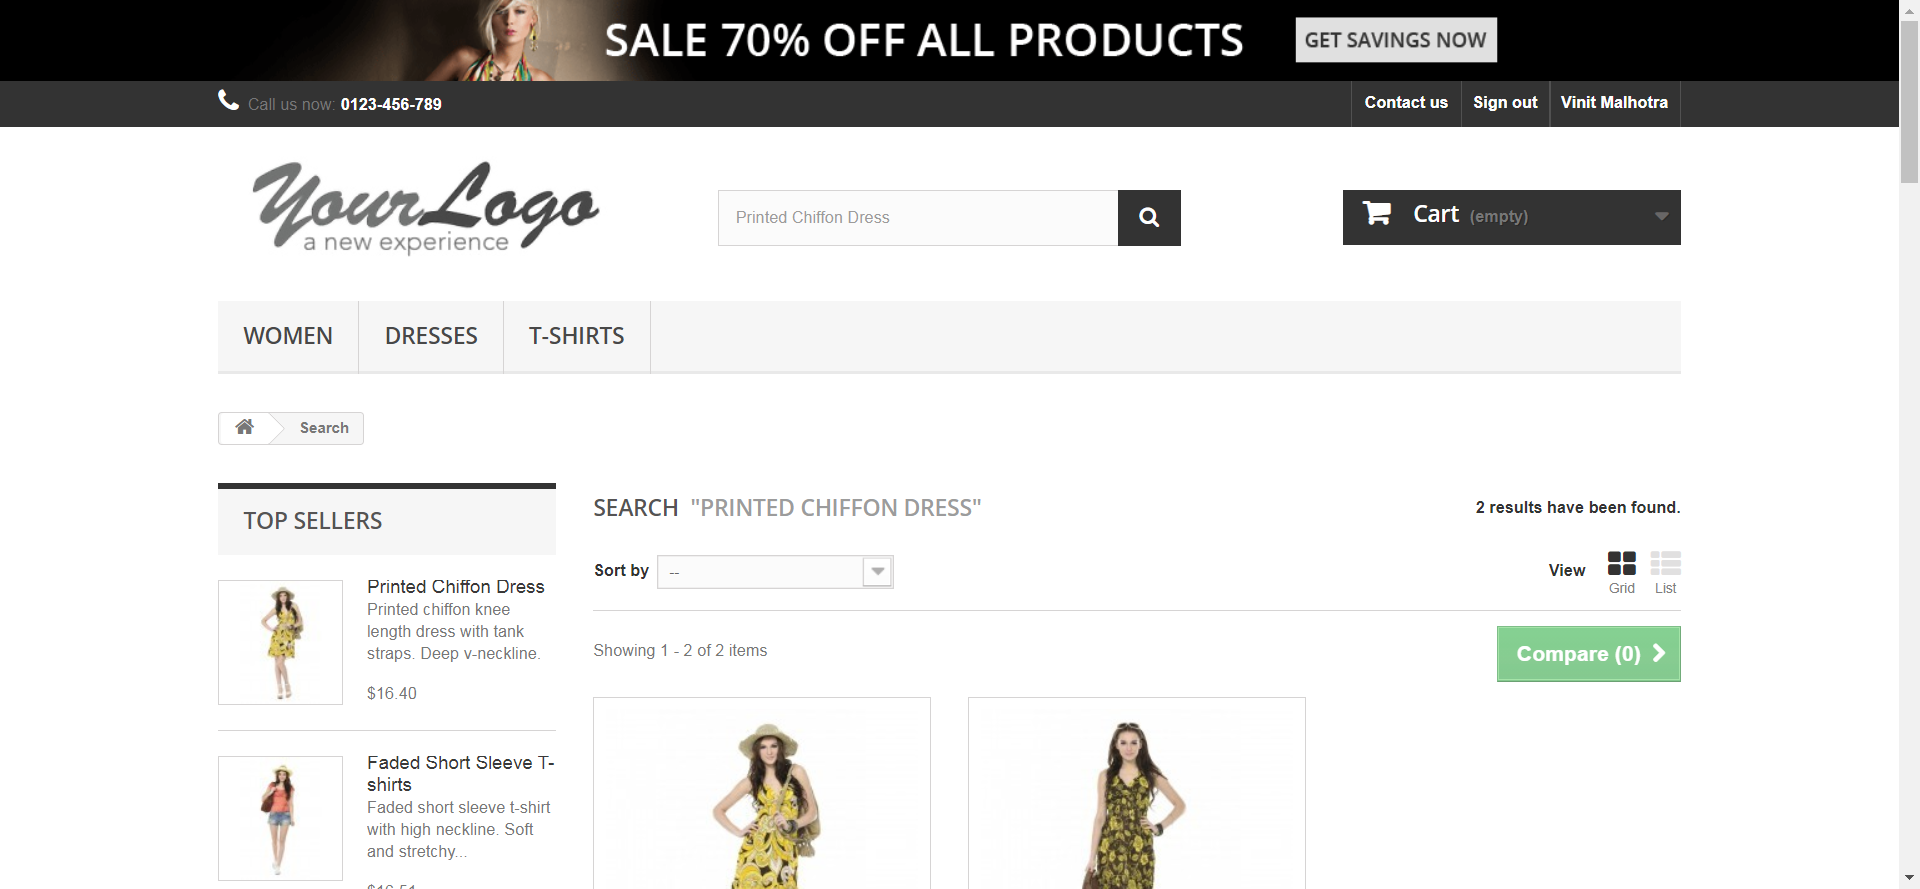 SALE 70% OFF ALL PRODUCTS
GET SAVINGS NOW
Call us now: 0123-456-789
Contact us
Sign out
Vinit Malhotra
YourLogo
a new experience
Printed Chiffon Dress
Cart (empty)
WOMEN
DRESSES
T-SHIRTS
Search
TOP SELLERS
Printed Chiffon Dress
Printed chiffon knee
length dress with tank
straps. Deep v-neckline.
$16.40
Faded Short Sleeve T-
shirts
Faded short sleeve t-shirt
with high neckline. Soft
and stretchy...
SEARCH "PRINTED CHIFFON DRESS"
2 results have been found.
Sort by
--
View
Grid
List
Showing 1 - 2 of 2 items
Compare (0)